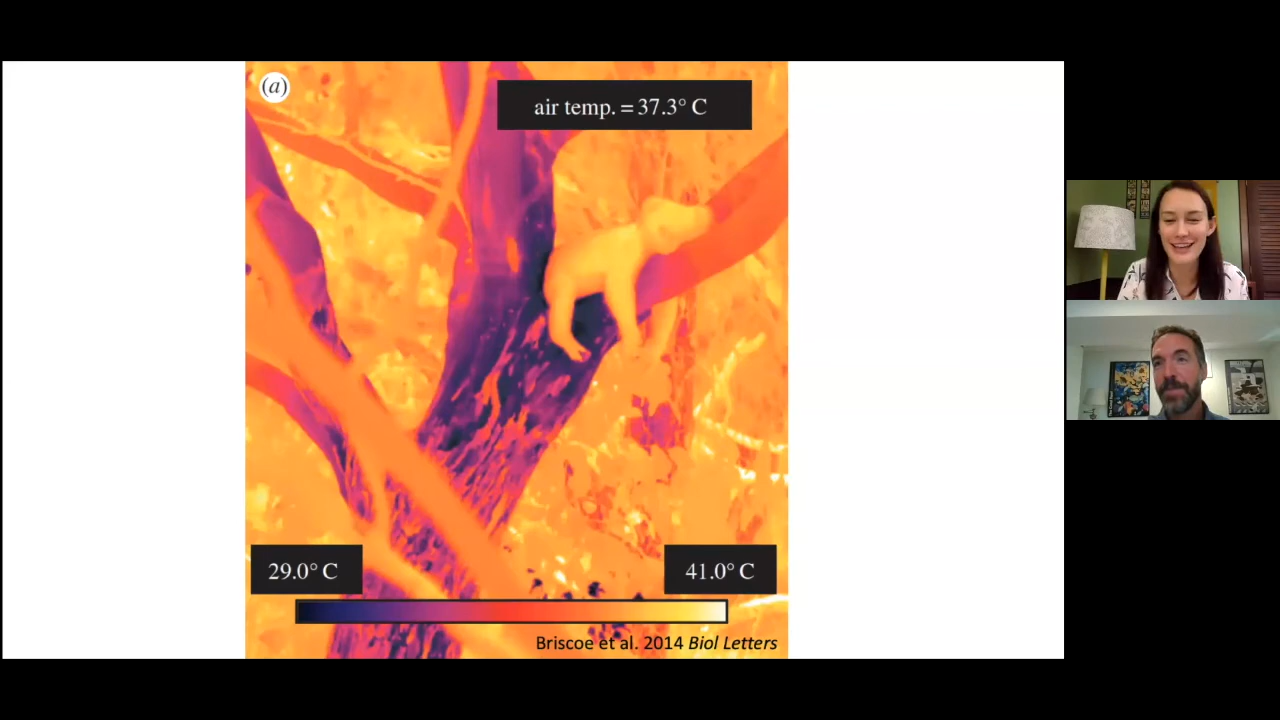 (a)
air temp. = 37.3° C
29.0° C
41.0° C
Briscoe et al. 2014 Biol Letters